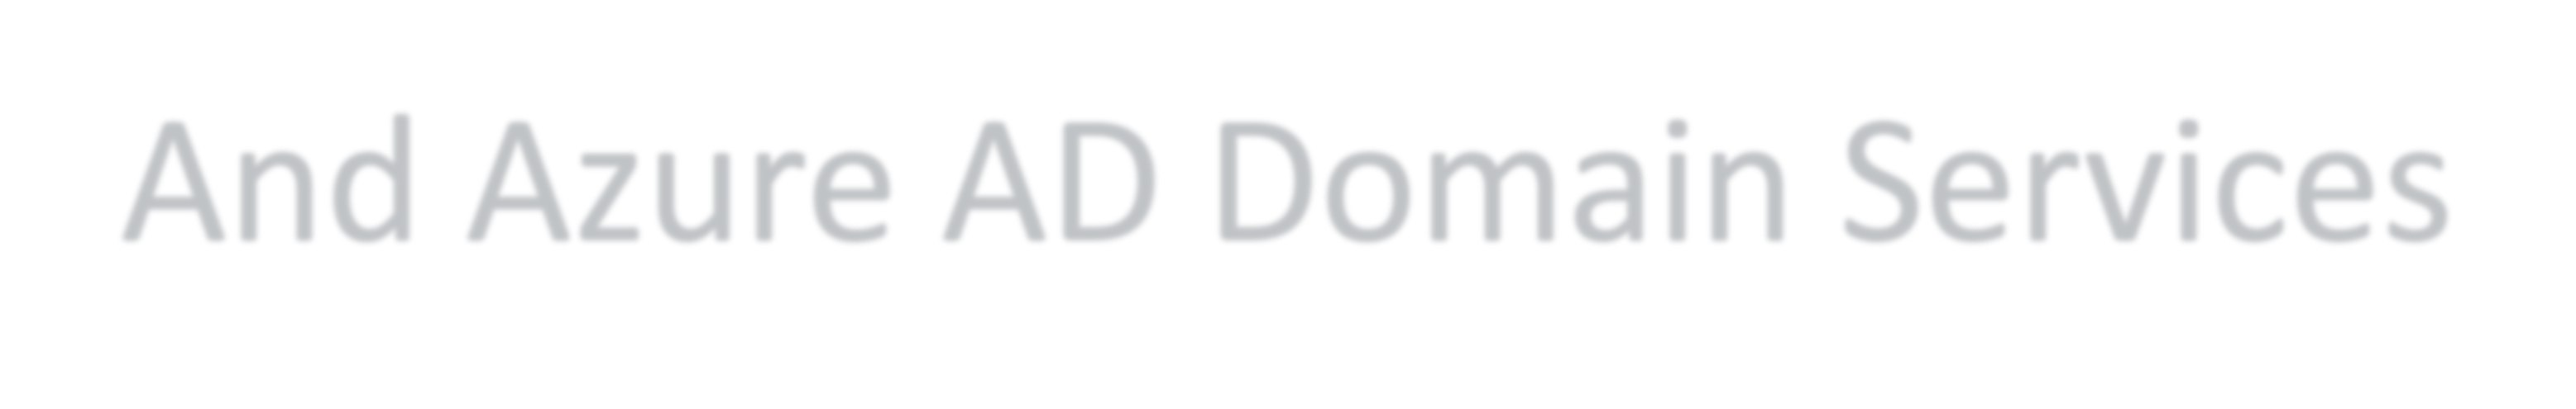 And Azure AD Domain Services